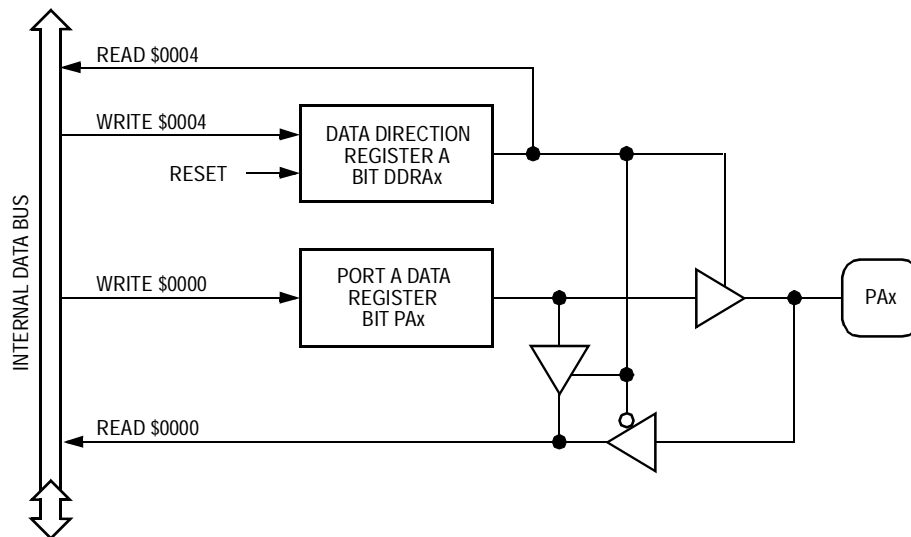 READ $0004
WRITE $0004
DATA DIRECTION
REGISTER A
BIT DDRAx
RESET
INTERNAL DATA BUS
WRITE $0000
PORT A DATA
REGISTER
BIT PAx
PAx
READ $0000